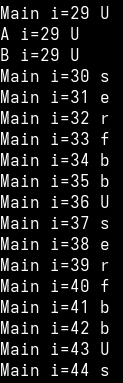 Main i=29 U
A i=29 U
B i=29 U
Main i=30 s
Main i=31 e
Main i=32 r
Main i=33 f
Main i=34 b
Main i=35 b
Main i=36 U
Main i=37 s
Main i=38 e
Main i=39 r
Main i=40 f
Main i=41 b
Main i=42 b
Main i=43 U
Main i=44 s